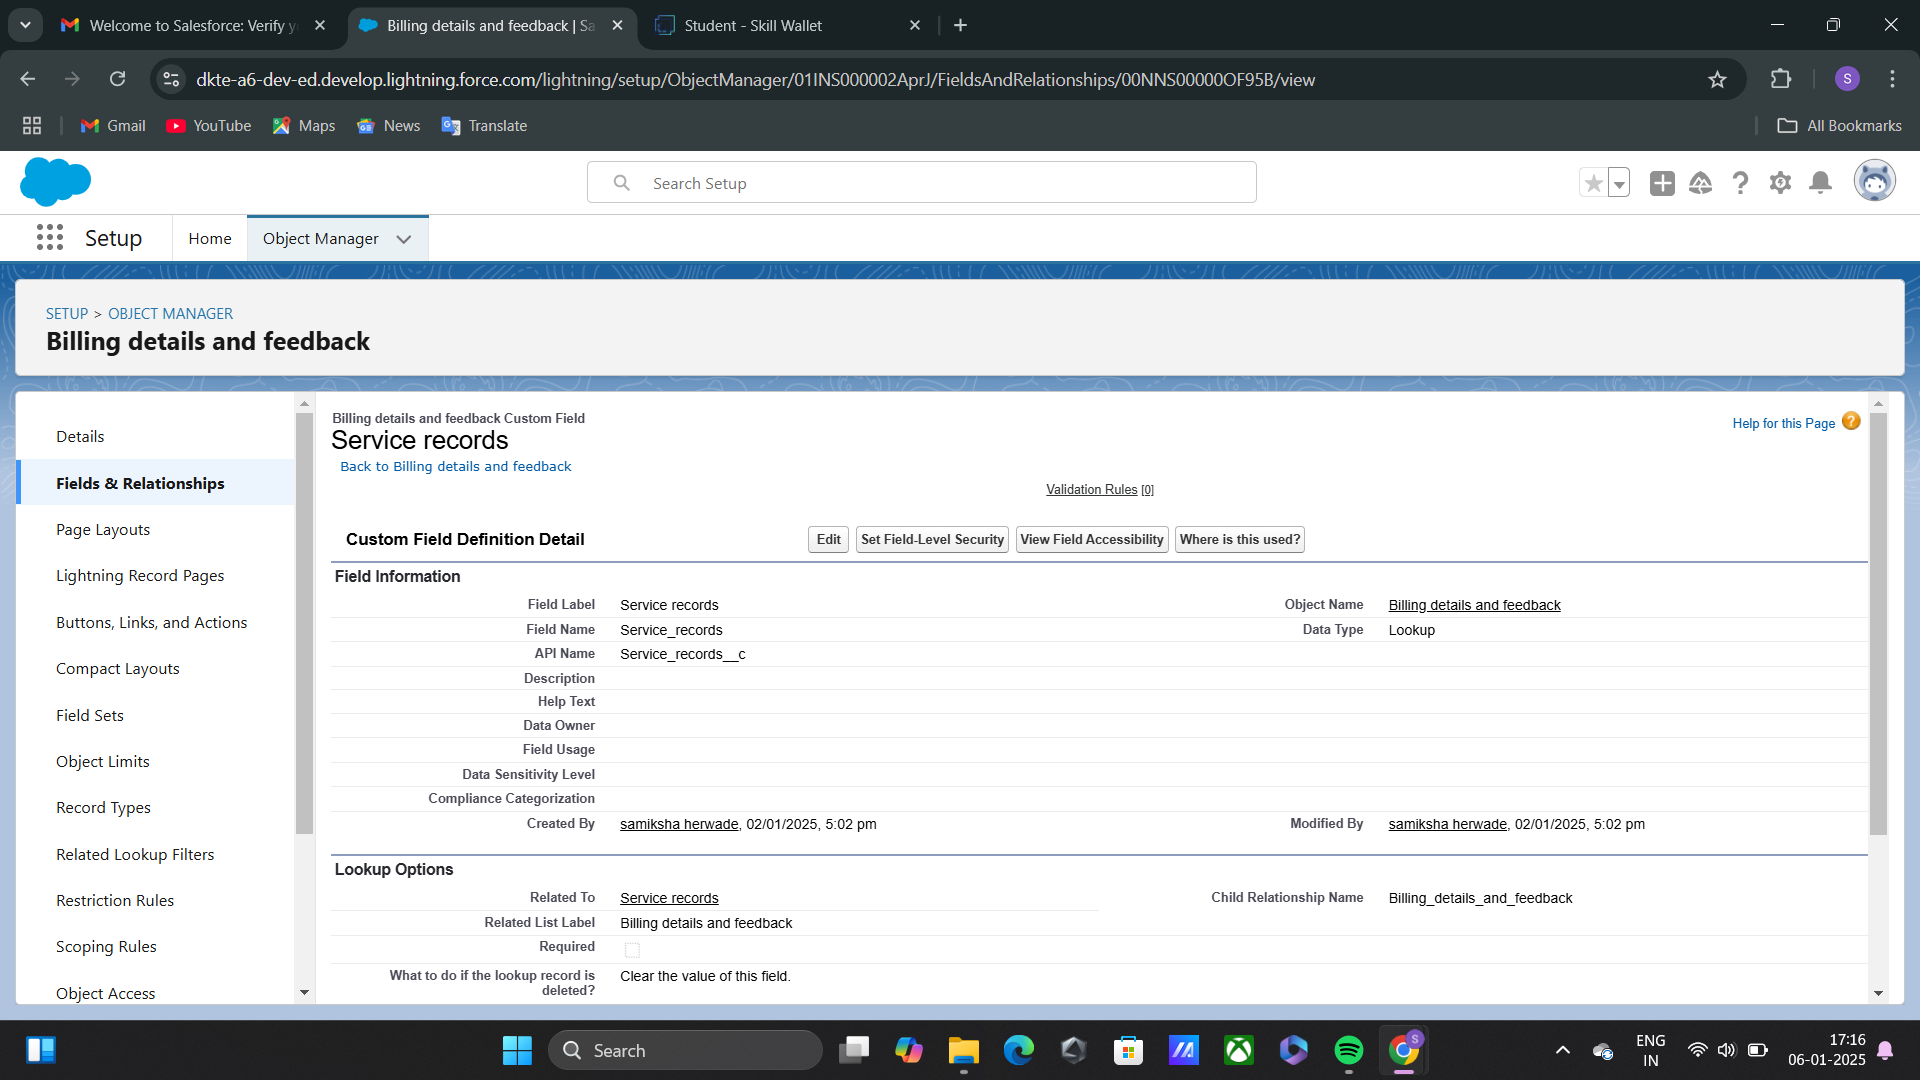 Welcome to Salesforce: Verify y
Billing details and feedback | Sa
Student - Skill Wallet
dkte-a6-dev-ed.develop.lightning.force.com/lightning/setup/ObjectManager/01INS000002AprJ/FieldsAndRelationships/00NNS00000OF95B/view
S
Gmail
YouTube
Maps
News
Translate
All Bookmarks
Search Setup
Setup
Home
Object Manager
SETUP > OBJECT MANAGER
Billing details and feedback
Details
Fields & Relationships
Page Layouts
Lightning Record Pages
Buttons, Links, and Actions
Compact Layouts
Field Sets
Object Limits
Record Types
Related Lookup Filters
Restriction Rules
Scoping Rules
Object Access
Billing details and feedback Custom Field
Service records
Back to Billing details and feedback
Help for this Page
Validation Rules [0]
Custom Field Definition Detail
Edit
Set Field-Level Security
View Field Accessibility
Where is this used?
Field Information
Field Label Service records Object Name Billing details and feedback
Field Name Service_records Data Type Lookup
API Name Service_records__c
Description
Help Text
Data Owner
Field Usage
Data Sensitivity Level
Compliance Categorization
Created By samiksha herwade, 02/01/2025, 5:02 pm Modified By samiksha herwade, 02/01/2025, 5:02 pm
Lookup Options
Related To Service records Child Relationship Name Billing_details_and_feedback
Related List Label Billing details and feedback
Required
What to do if the lookup record is deleted? Clear the value of this field.
Search
S
ENG
IN
17:16
06-01-2025